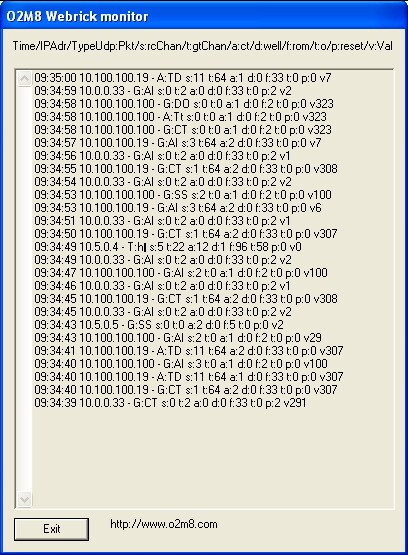 O2M8 Webrick monitor
Time/IPAdr/TypeUdp:Pkt/s:rcChan/t:gtChan/a:ct/d:well/f:rom/t:o/p:reset/v:Val
09:35:00 10.100.100.19 - A:TD s:11 t:64 a:1 d:0 f:33 t:0 p:0 v7
09:34:59 10.0.0.33 - G:AI s:0 t:2 a:0 d:0 f:33 t:0 p:2 v2
09:34:58 10.100.100.100 - G:DO s:0 t:0 a:1 d:0 f:2 t:0 p:0 v323
09:34:58 10.100.100.100 - A:Tt s:0 t:0 a:1 d:0 f:2 t:0 p:0 v323
09:34:58 10.100.100.100 - G:CT s:0 t:0 a:1 d:0 f:2 t:0 p:0 v323
09:34:57 10.100.100.19 - G:AI s:3 t:64 a:2 d:0 f:33 t:0 p:0 v7
09:34:56 10.0.0.33 - G:AI s:0 t:2 a:0 d:0 f:33 t:0 p:2 v1
09:34:55 10.100.100.19 - G:CT s:1 t:64 a:2 d:0 f:33 t:0 p:0 v308
09:34:54 10.0.0.33 - G:AI s:0 t:2 a:0 d:0 f:33 t:0 p:2 v2
09:34:53 10.100.100.100 - G:SS s:2 t:0 a:1 d:0 f:2 t:0 p:0 v100
09:34:53 10.100.100.19 - G:AI s:3 t:64 a:2 d:0 f:33 t:0 p:0 v6
09:34:51 10.0.0.33 - G:AI s:0 t:2 a:0 d:0 f:33 t:0 p:2 v1
09:34:50 10.100.100.19 - G:CT s:1 t:64 a:2 d:0 f:33 t:0 p:0 v307
09:34:49 10.5.0.4 - T:hl s:5 t:22 a:12 d:1 f:96 t:58 p:0 v0
09:34:49 10.0.0.33 - G:AI s:0 t:2 a:0 d:0 f:33 t:0 p:2 v2
09:34:47 10.100.100.100 - G:AI s:2 t:0 a:1 d:0 f:2 t:0 p:0 v100
09:34:46 10.0.0.33 - G:AI s:0 t:2 a:0 d:0 f:33 t:0 p:2 v1
09:34:45 10.100.100.19 - G:CT s:1 t:64 a:2 d:0 f:33 t:0 p:0 v308
09:34:45 10.0.0.33 - G:AI s:0 t:2 a:0 d:0 f:33 t:0 p:2 v2
09:34:43 10.5.0.5 - G:SS s:0 t:0 a:2 d:0 f:5 t:0 p:0 v2
09:34:43 10.100.100.100 - G:AI s:2 t:0 a:1 d:0 f:2 t:0 p:0 v29
09:34:41 10.100.100.19 - A:TD s:11 t:64 a:2 d:0 f:33 t:0 p:0 v307
09:34:40 10.100.100.100 - G:AI s:3 t:0 a:1 d:0 f:2 t:0 p:0 v100
09:34:40 10.100.100.19 - A:TD s:11 t:64 a:1 d:0 f:33 t:0 p:0 v307
09:34:40 10.100.100.19 - G:CT s:1 t:64 a:2 d:0 f:33 t:0 p:0 v307
09:34:39 10.0.0.33 - G:CT s:0 t:2 a:0 d:0 f:33 t:0 p:2 v291
Exit
http://www.o2m8.com